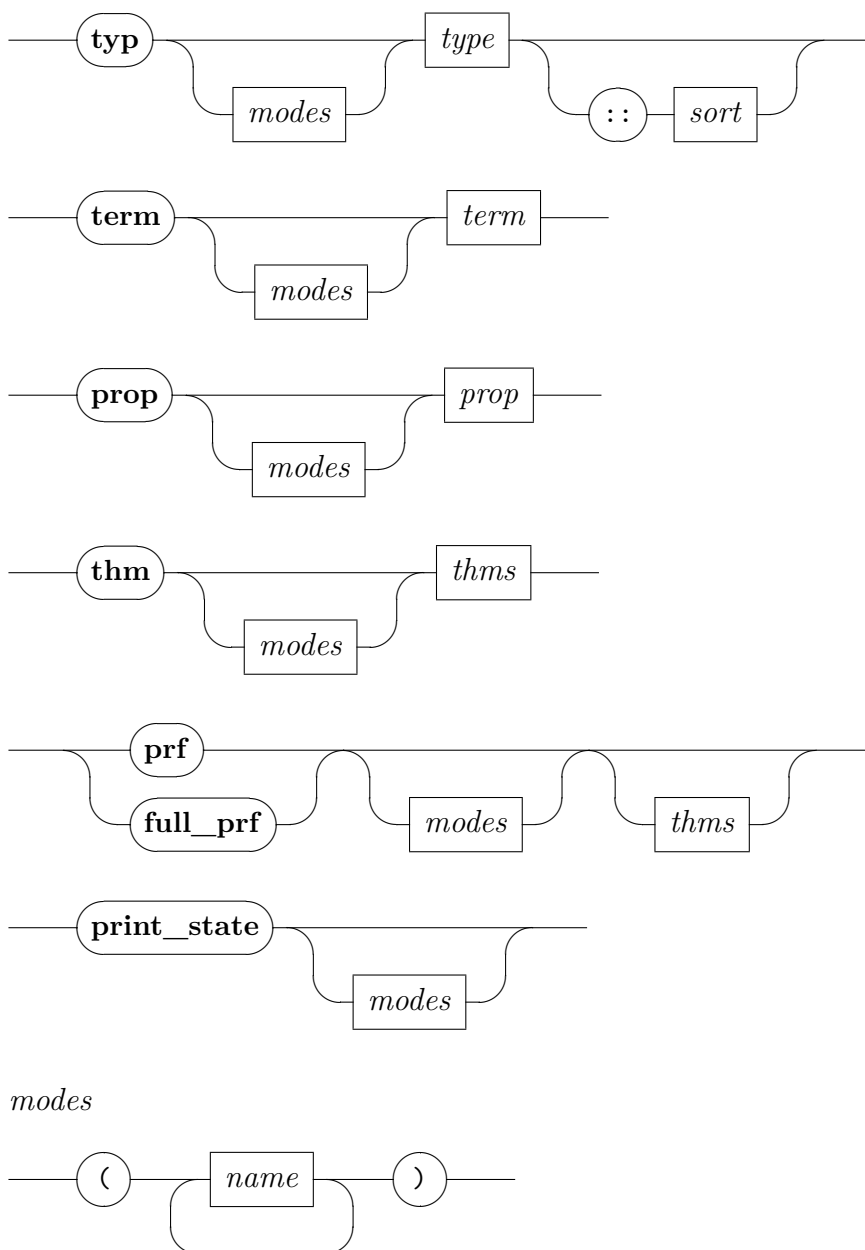 typ type
modes :: sort
term term
modes
prop prop
modes
thm thms
modes
prf
full_prf modes thms
print_state
modes
modes
( name )